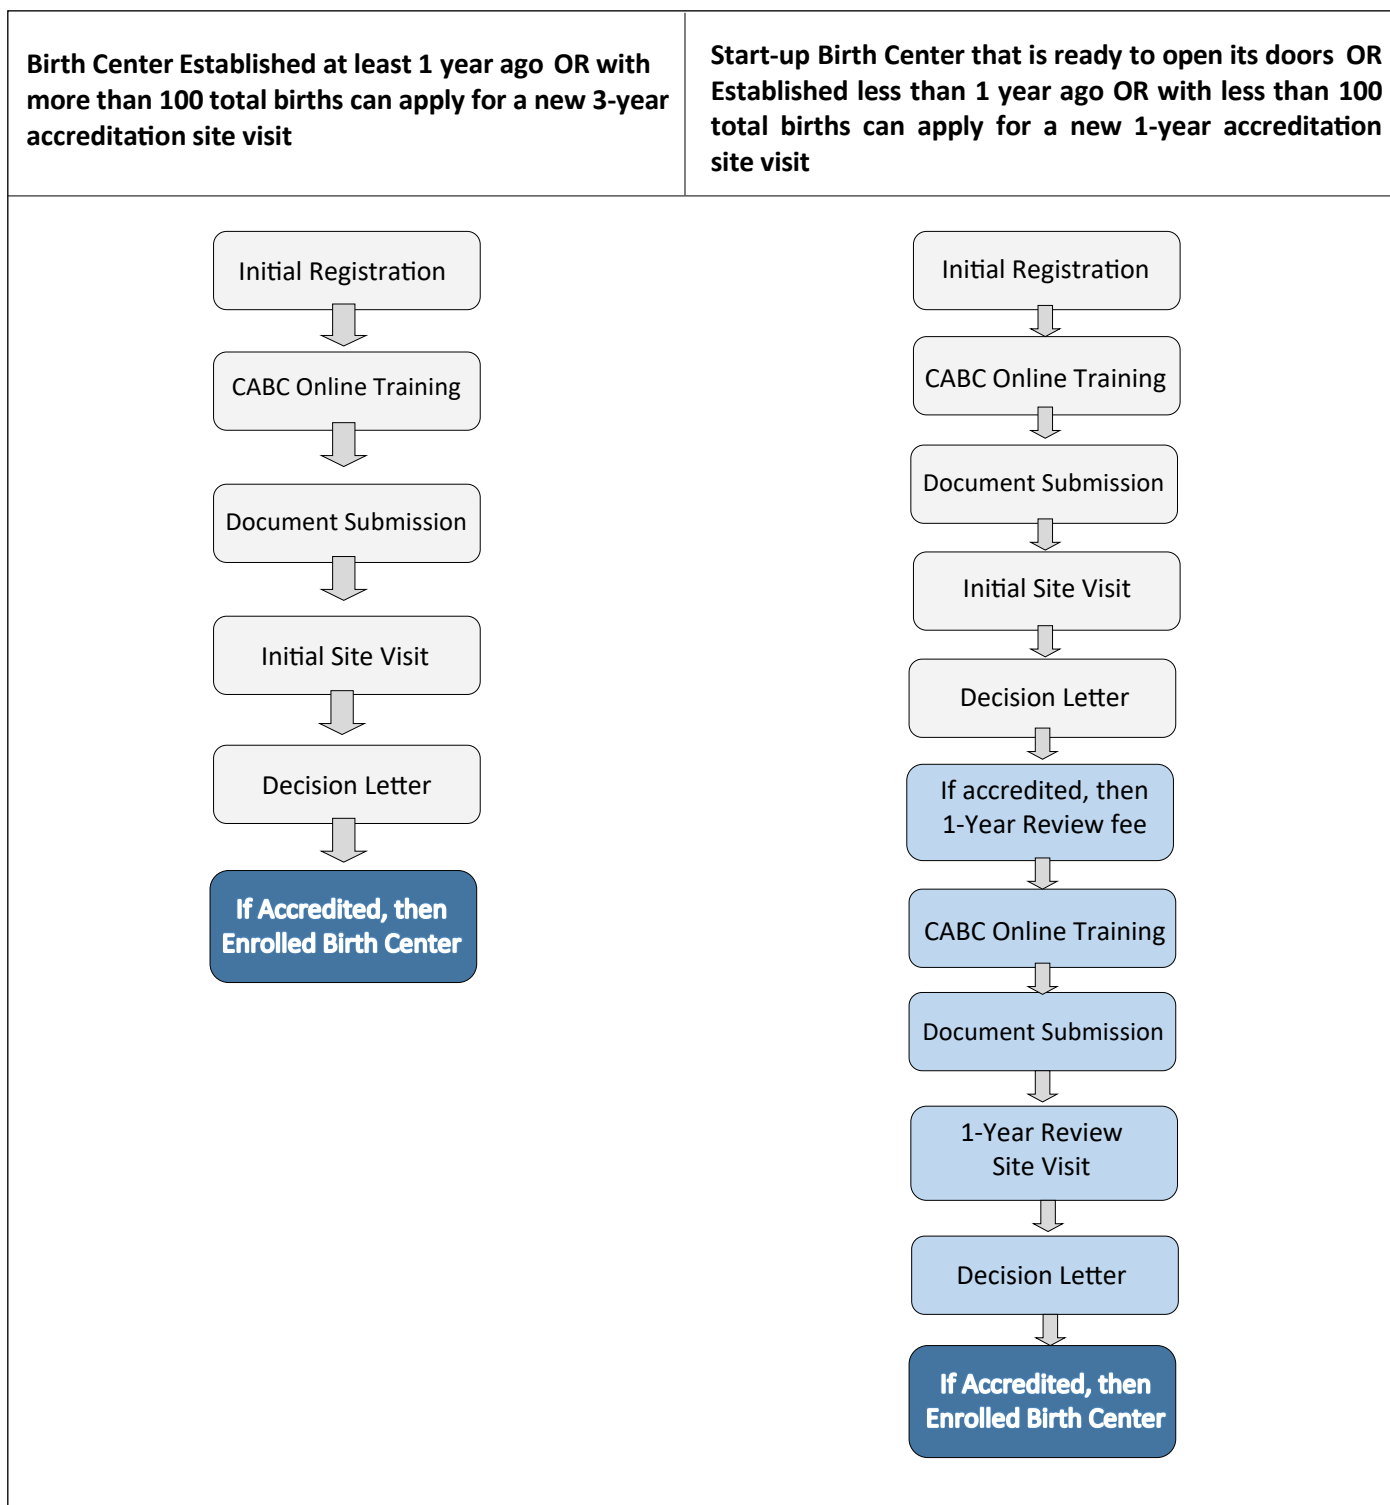 Birth Center Established at least 1 year ago OR with
more than 100 total births can apply for a new 3-year
accreditation site visit
Start-up Birth Center that is ready to open its doors OR
Established less than 1 year ago OR with less than 100
total births can apply for a new 1-year accreditation
site visit
Initial Registration
CABC Online Training
Document Submission
Initial Site Visit
Decision Letter
If Accredited, then
Enrolled Birth Center
Initial Registration
CABC Online Training
Document Submission
Initial Site Visit
Decision Letter
If accredited, then
1-Year Review fee
CABC Online Training
Document Submission
1-Year Review
Site Visit
Decision Letter
If Accredited, then
Enrolled Birth Center